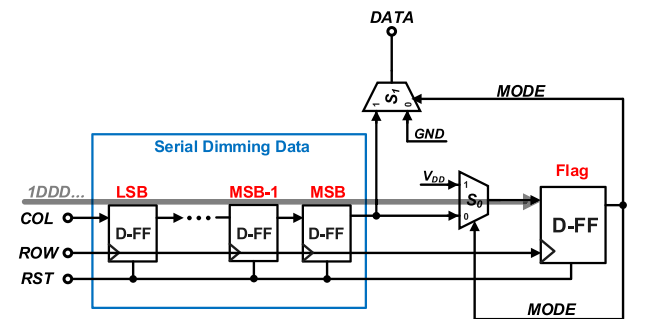 DATA
S1
1
0
MODE
GND
Serial Dimming Data
1DDD...
LSB
MSB-1
MSB
VDD
1
S0
0
Flag
COL
D-FF
D-FF
D-FF
D-FF
ROW
RST
MODE